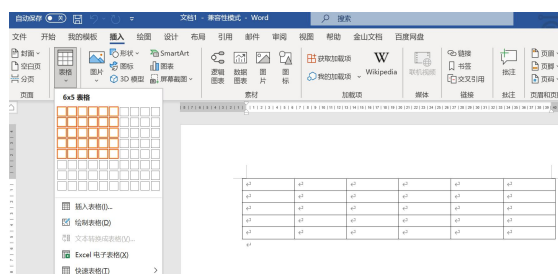 自动保存 关 文档1 - 兼容性模式 - Word 搜索
文件 开始 我的模板 插入 绘图 设计 布局 引用 邮件 审阅 视图 帮助 金山文档 百度网盘
封面 空白页 分页 表格 图片 形状 图标 3D 模型 SmartArt 图表 屏幕截图 逻辑图表 数据图表 图片 图标 获取加载项 我的加载项 Wikipedia 联机视频 链接 书签 交叉引用 批注 页眉 页脚 页码
页面 素材 加载项 媒体 链接 批注 页眉和页
6x5 表格
插入表格(I)...
绘制表格(D)
文本转换成表格(V)...
Excel 电子表格(X)
快速表格(T)